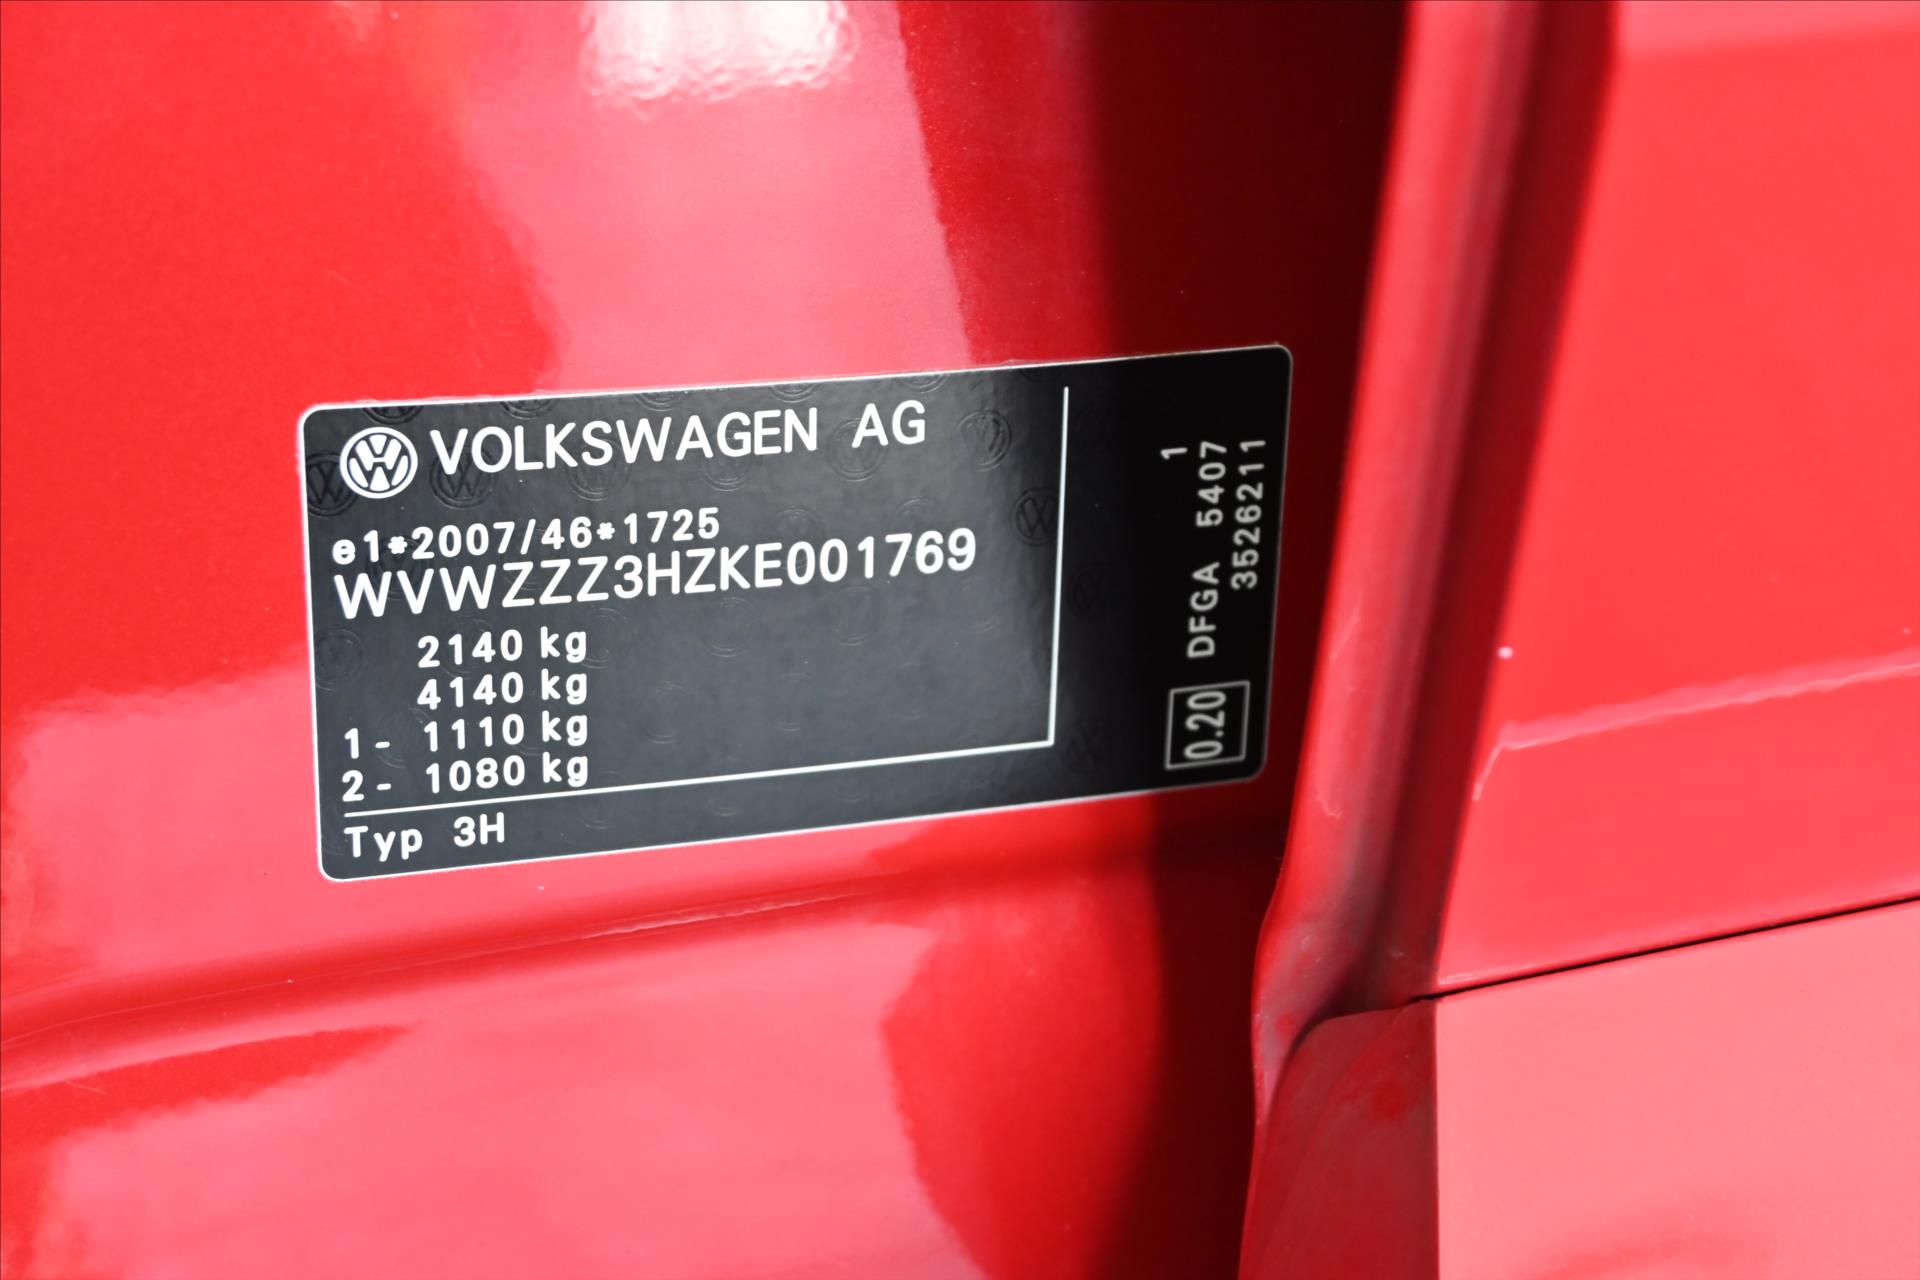 VOLKSWAGEN AG
e1*2007/46*1725
WVWZZZ3HZKE001769
2140 kg
4140 kg
1- 1110 kg
2- 1080 kg
Typ 3H
1
0.20 DFGA 5407
3526211